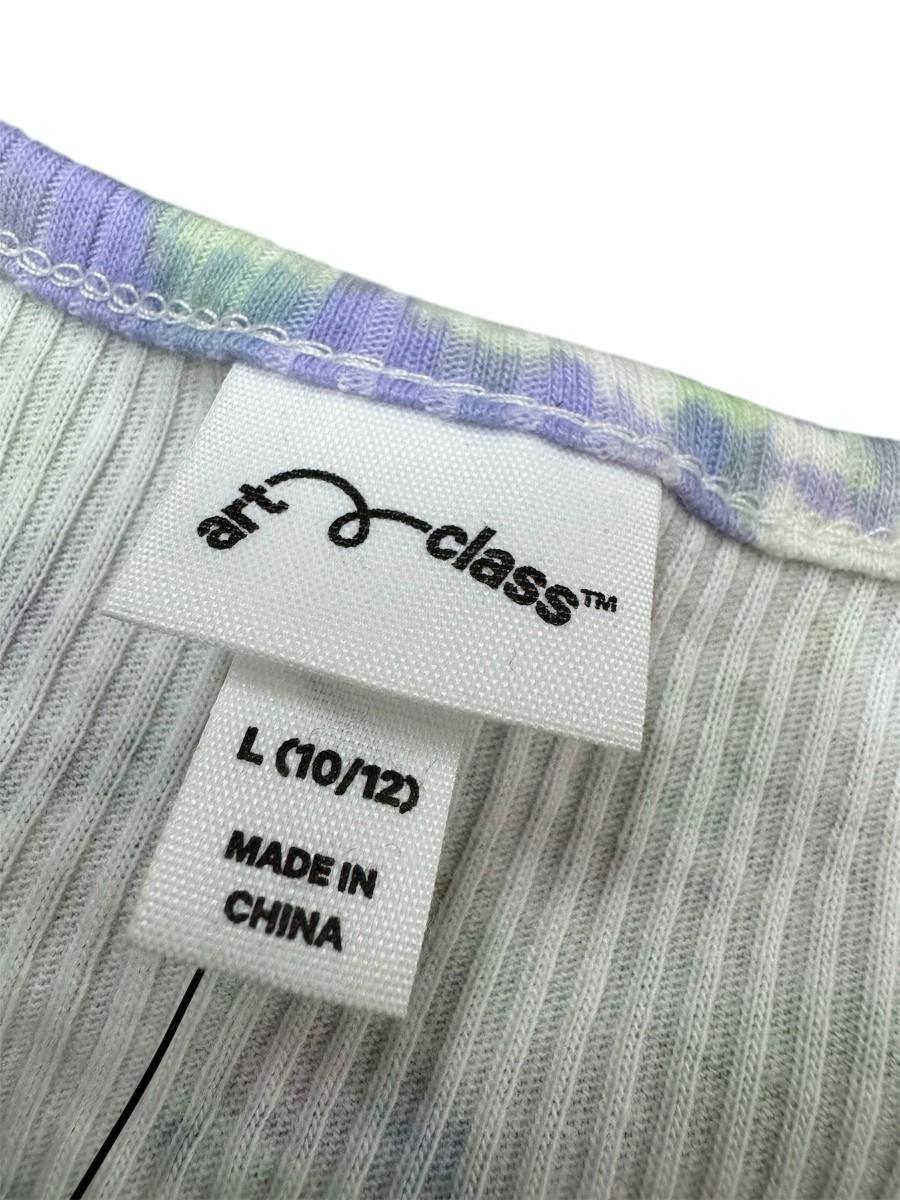 art class™
L (10/12)
MADE IN
CHINA